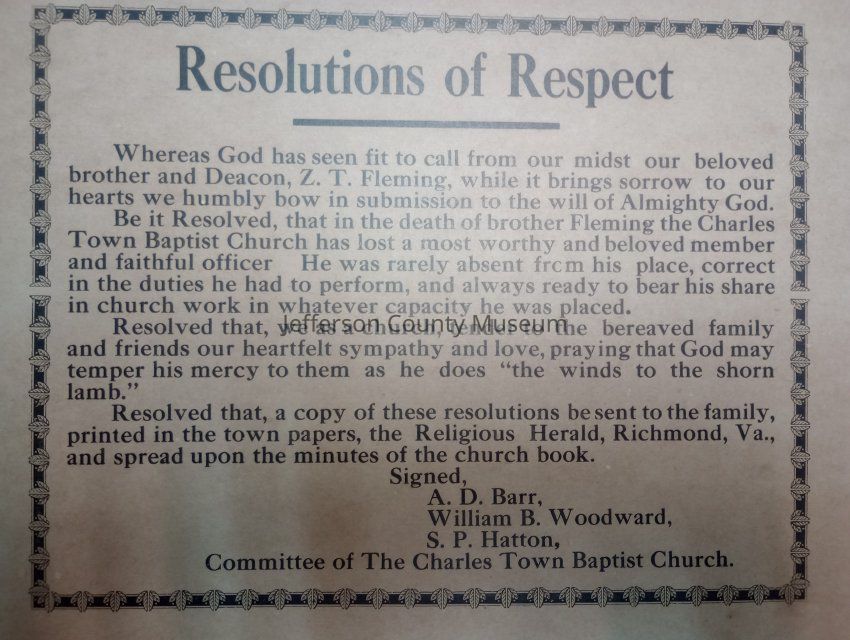 Resolutions of Respect
Whereas God has seen fit to call from our midst our beloved
brother and Deacon, Z. T. Fleming, while it brings sorrow to our
hearts we humbly bow in submission to the will of Almighty God.
Be it Resolved, that in the death of brother Fleming the Charles
Town Baptist Church has lost a most worthy and beloved member
and faithful officer He was rarely absent frcm his place, correct
in the duties he had to perform, and always ready to bear his share
in church work in whatever capacity he was placed.
Resolved that, we as a church, tender to the bereaved family
Jefferson County Museum
and friends our heartfelt sympathy and love, praying that God may
temper his mercy to them as he does “the winds to the shorn
lamb.”
Resolved that, a copy of these resolutions be sent to the family,
printed in the town papers, the Religious Herald, Richmond, Va.,
and spread upon the minutes of the church book.
Signed,
A. D. Barr,
William B. Woodward,
S. P. Hatton,
Committee of The Charles Town Baptist Church.